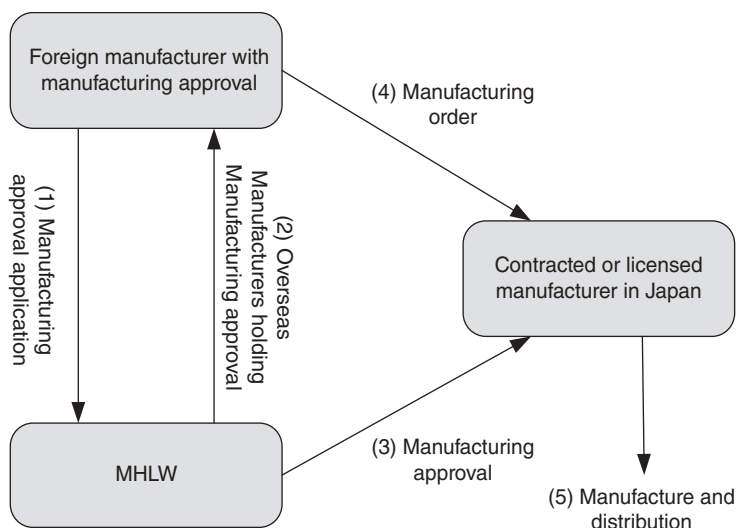 Foreign manufacturer with
manufacturing approval
(4) Manufacturing
order
(1) Manufacturing
approval application
(2) Overseas
Manufacturers holding
Manufacturing approval
Contracted or licensed
manufacturer in Japan
MHLW
(3) Manufacturing
approval
(5) Manufacture and
distribution